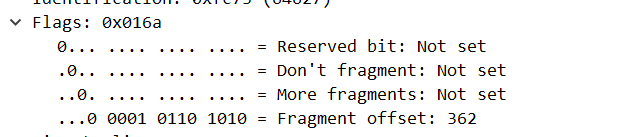 Flags: 0x016a
0... .... .... .... = Reserved bit: Not set
.0.. .... .... .... = Don't fragment: Not set
..0. .... .... .... = More fragments: Not set
...0 0001 0110 1010 = Fragment offset: 362